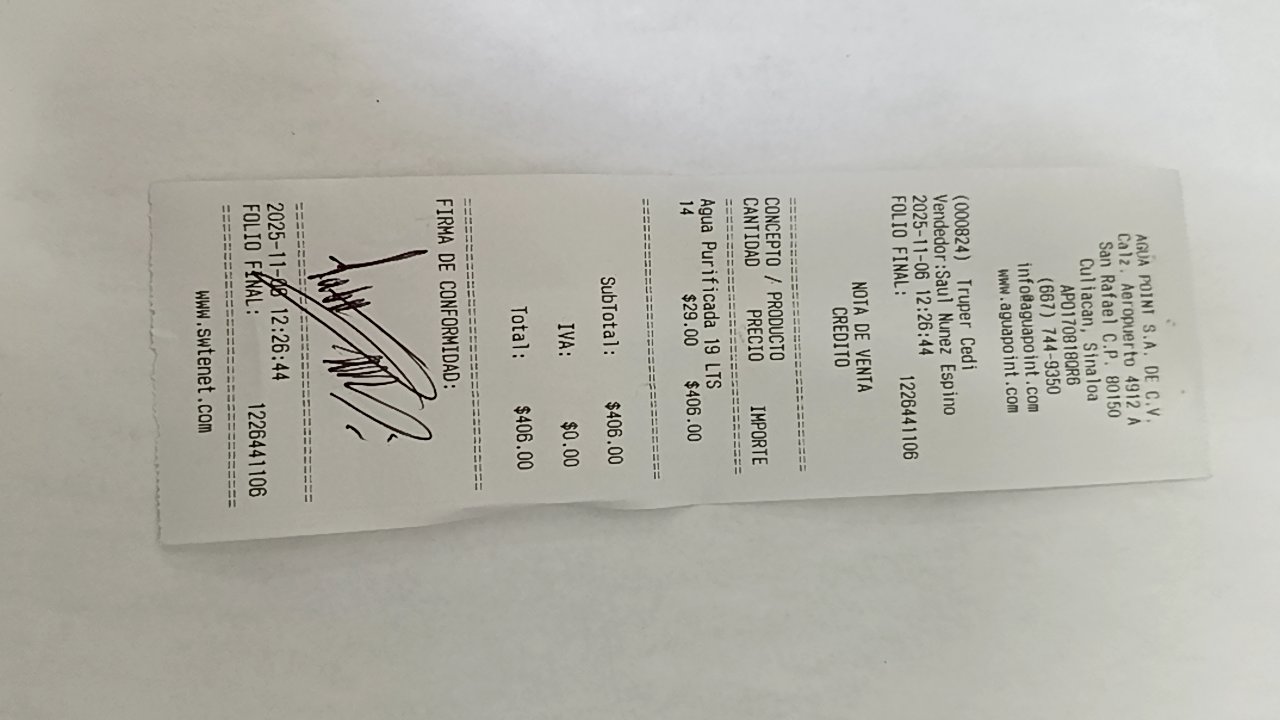 AGUA POINT S.A. DE C.V.
Calz. Aeropuerto 4912 A
San Rafael C.P. 80150
Culiacan, Sinaloa
APO170818QR6
(667) 744-9350
info@aguapoint.com
www.aguapoint.com
(000824) Truper Cedi
Vendedor:Saul Nunez Espino
2025-11-06 12:26:44
FOLIO FINAL: 1226441106
NOTA DE VENTA
CREDITO
CONCEPTO / PRODUCTO
CANTIDAD PRECIO IMPORTE
Agua Purificada 19 LTS
14 $29.00 $406.00
SubTotal: $406.00
IVA: $0.00
Total: $406.00
FIRMA DE CONFORMIDAD:
2025-11-06 12:26:44
FOLIO FINAL: 1226441106
www.swtenet.com